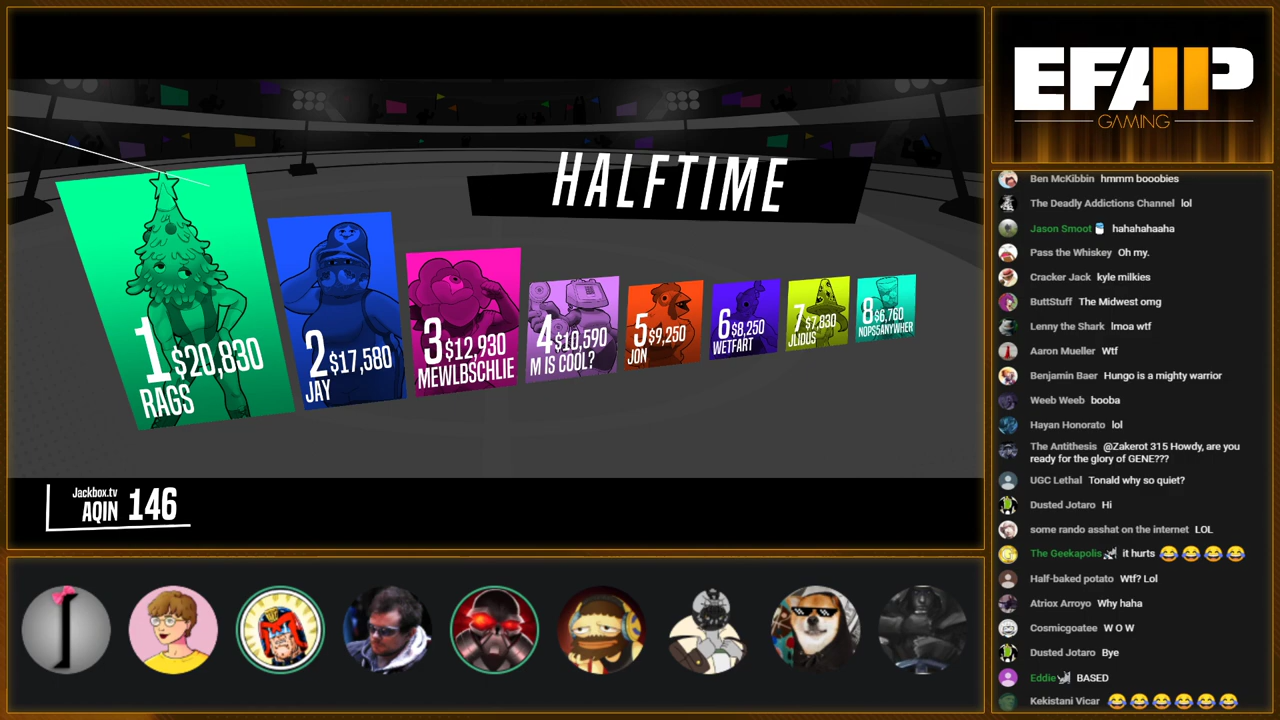 HALFTIME
1 $20,830
RAGS
2 $17,580
JAY
3 $12,930
MEWLBSCHLIE
4 $10,590
M IS COOL?
5 $9,250
JON
6 $8,250
WETFART
7 $7,830
JLIDUS
8 $6,760
NOPS5ANYWHER
Jackbox.tv
AQIN 146
EFAP
GAMING
Ben McKibbin hmmm booobies
The Deadly Addictions Channel lol
Jason Smoot hahahahaaha
Pass the Whiskey Oh my.
Cracker Jack kyle milkies
ButtStuff The Midwest omg
Lenny the Shark lmoa wtf
Aaron Mueller Wtf
Benjamin Baer Hungo is a mighty warrior
Weeb Weeb booba
Hayan Honorato lol
The Antithesis @Zakerot 315 Howdy, are you
ready for the glory of GENE???
UGC Lethal Tonald why so quiet?
Dusted Jotaro Hi
some rando asshat on the internet LOL
The Geekapolis it hurts 😂 😂 😂 😂
Half-baked potato Wtf? Lol
Atriox Arroyo Why haha
Cosmicgoatee W O W
Dusted Jotaro Bye
Eddie BASED
Kekistani Vicar 😂 😂 😂 😂 😂 😂